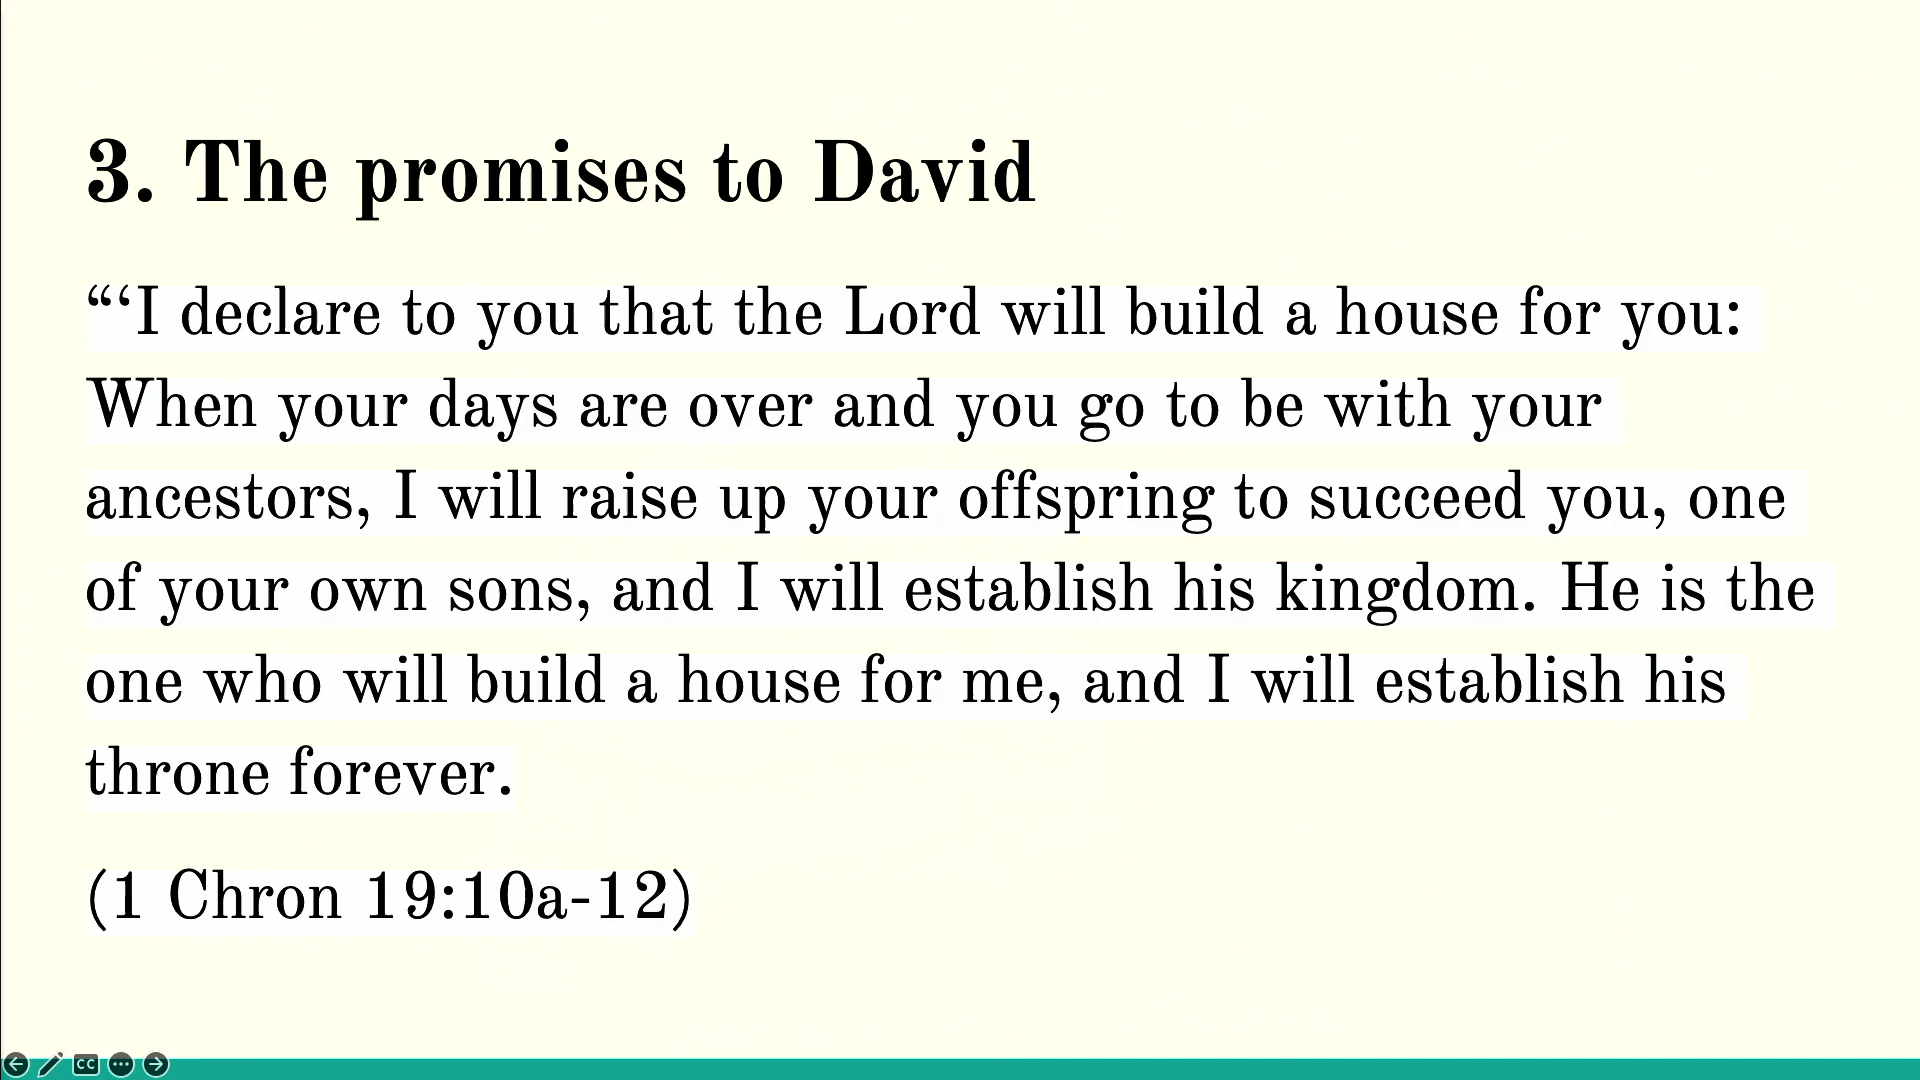 3. The promises to David
“‘I declare to you that the Lord will build a house for you:
When your days are over and you go to be with your
ancestors, I will raise up your offspring to succeed you, one
of your own sons, and I will establish his kingdom. He is the
one who will build a house for me, and I will establish his
throne forever.
(1 Chron 19:10a-12)
CC